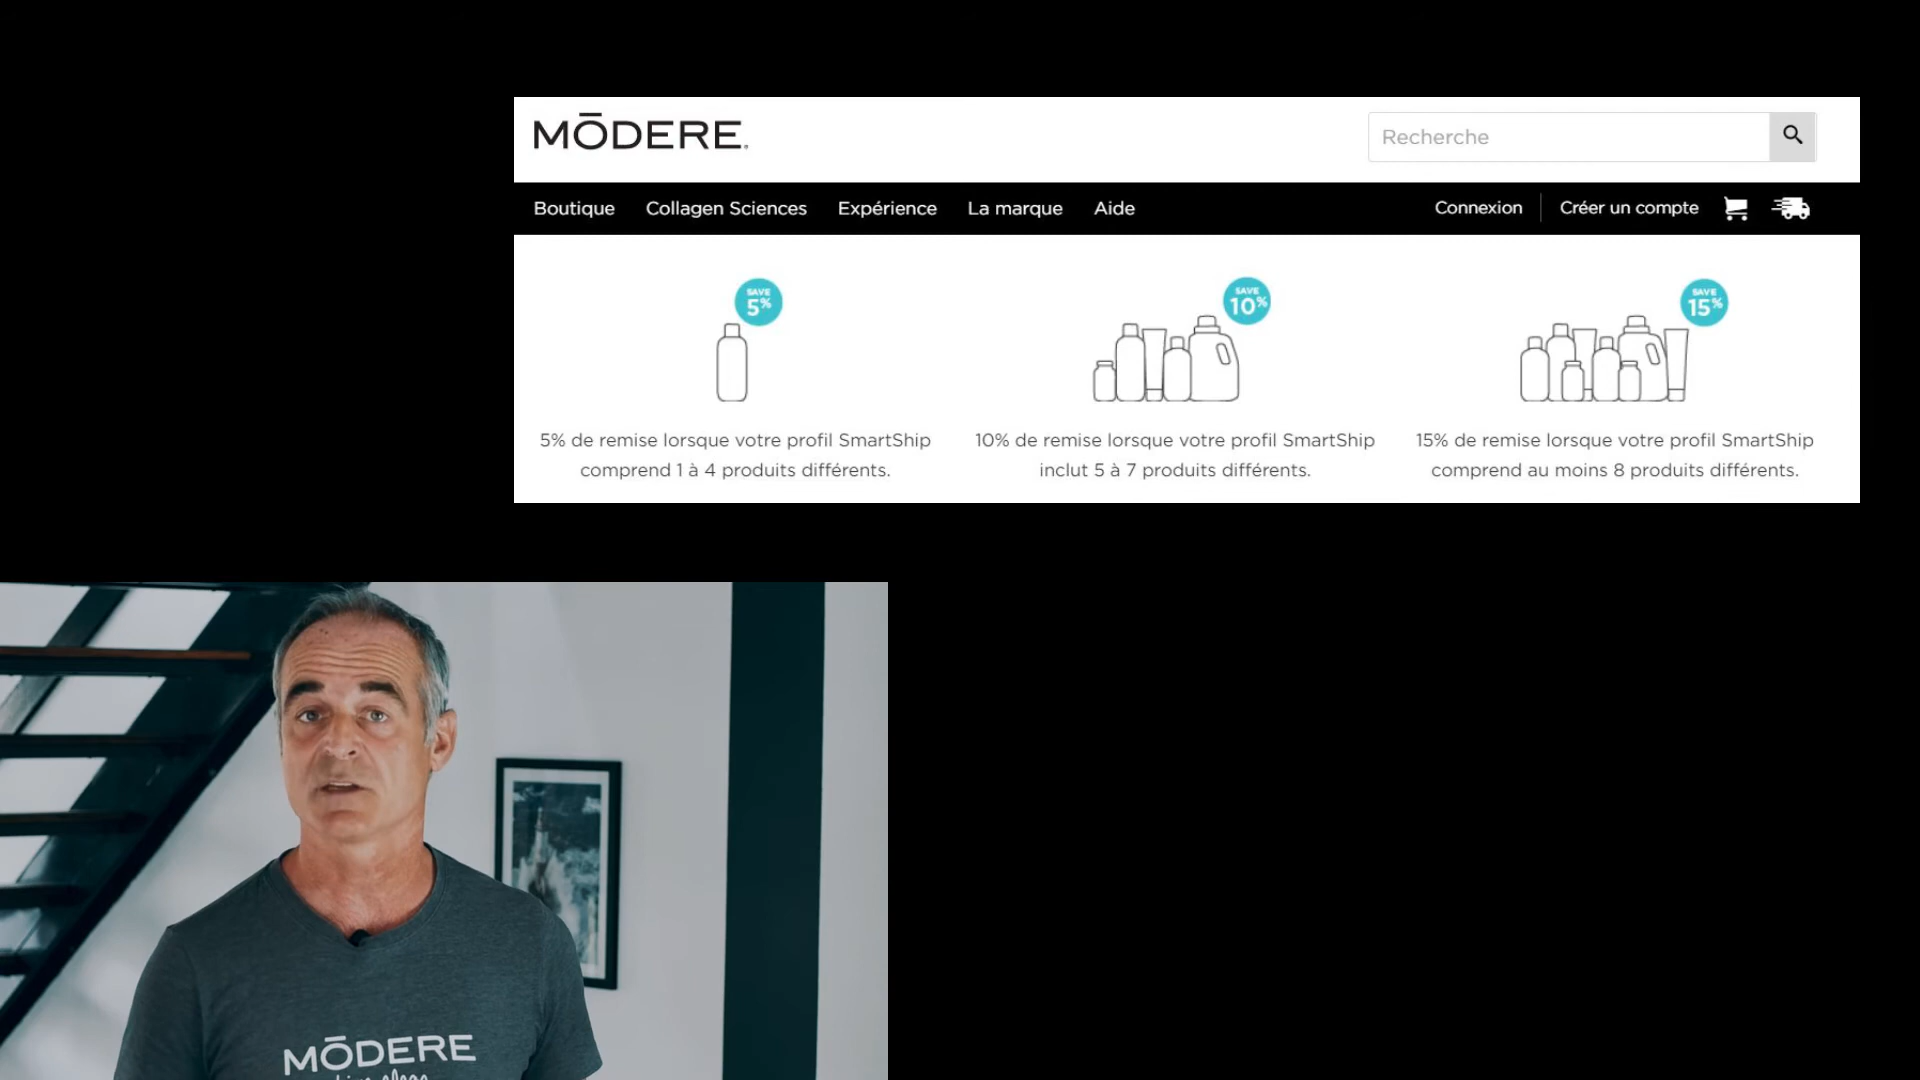 MŌDERE.
Recherche
Boutique Collagen Sciences Expérience La marque Aide
Connexion Créer un compte
SAVE
5%
SAVE
10%
SAVE
15%
5% de remise lorsque votre profil SmartShip
comprend 1 à 4 produits différents.
10% de remise lorsque votre profil SmartShip
inclut 5 à 7 produits différents.
15% de remise lorsque votre profil SmartShip
comprend au moins 8 produits différents.
MŌDERE